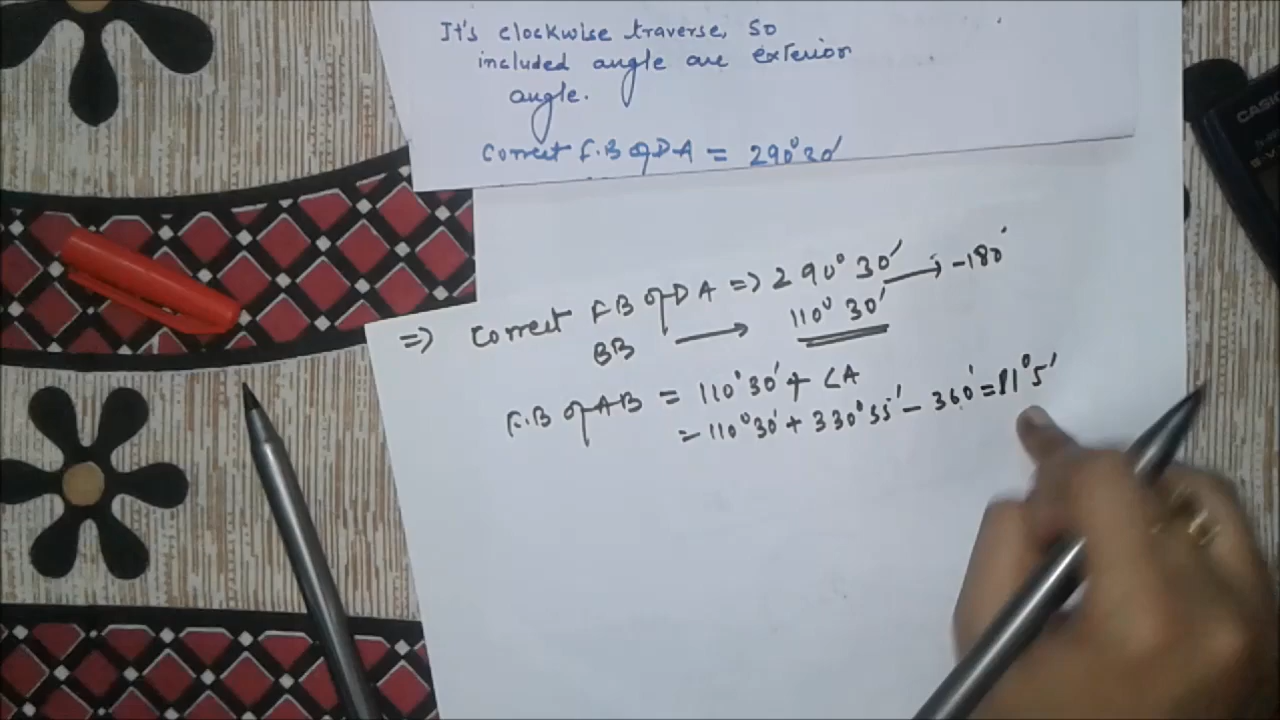 It's clockwise traverse, so
included angle are exterior
angle.
Correct F.B of DA = 290°30'
=> Correct FB of DA => 290°30' → -180°
BB → 110° 30'
F.B of AB = 110°30' + ∠A
= 110°30' + 330°35' - 360° = 81°5'
CASIO